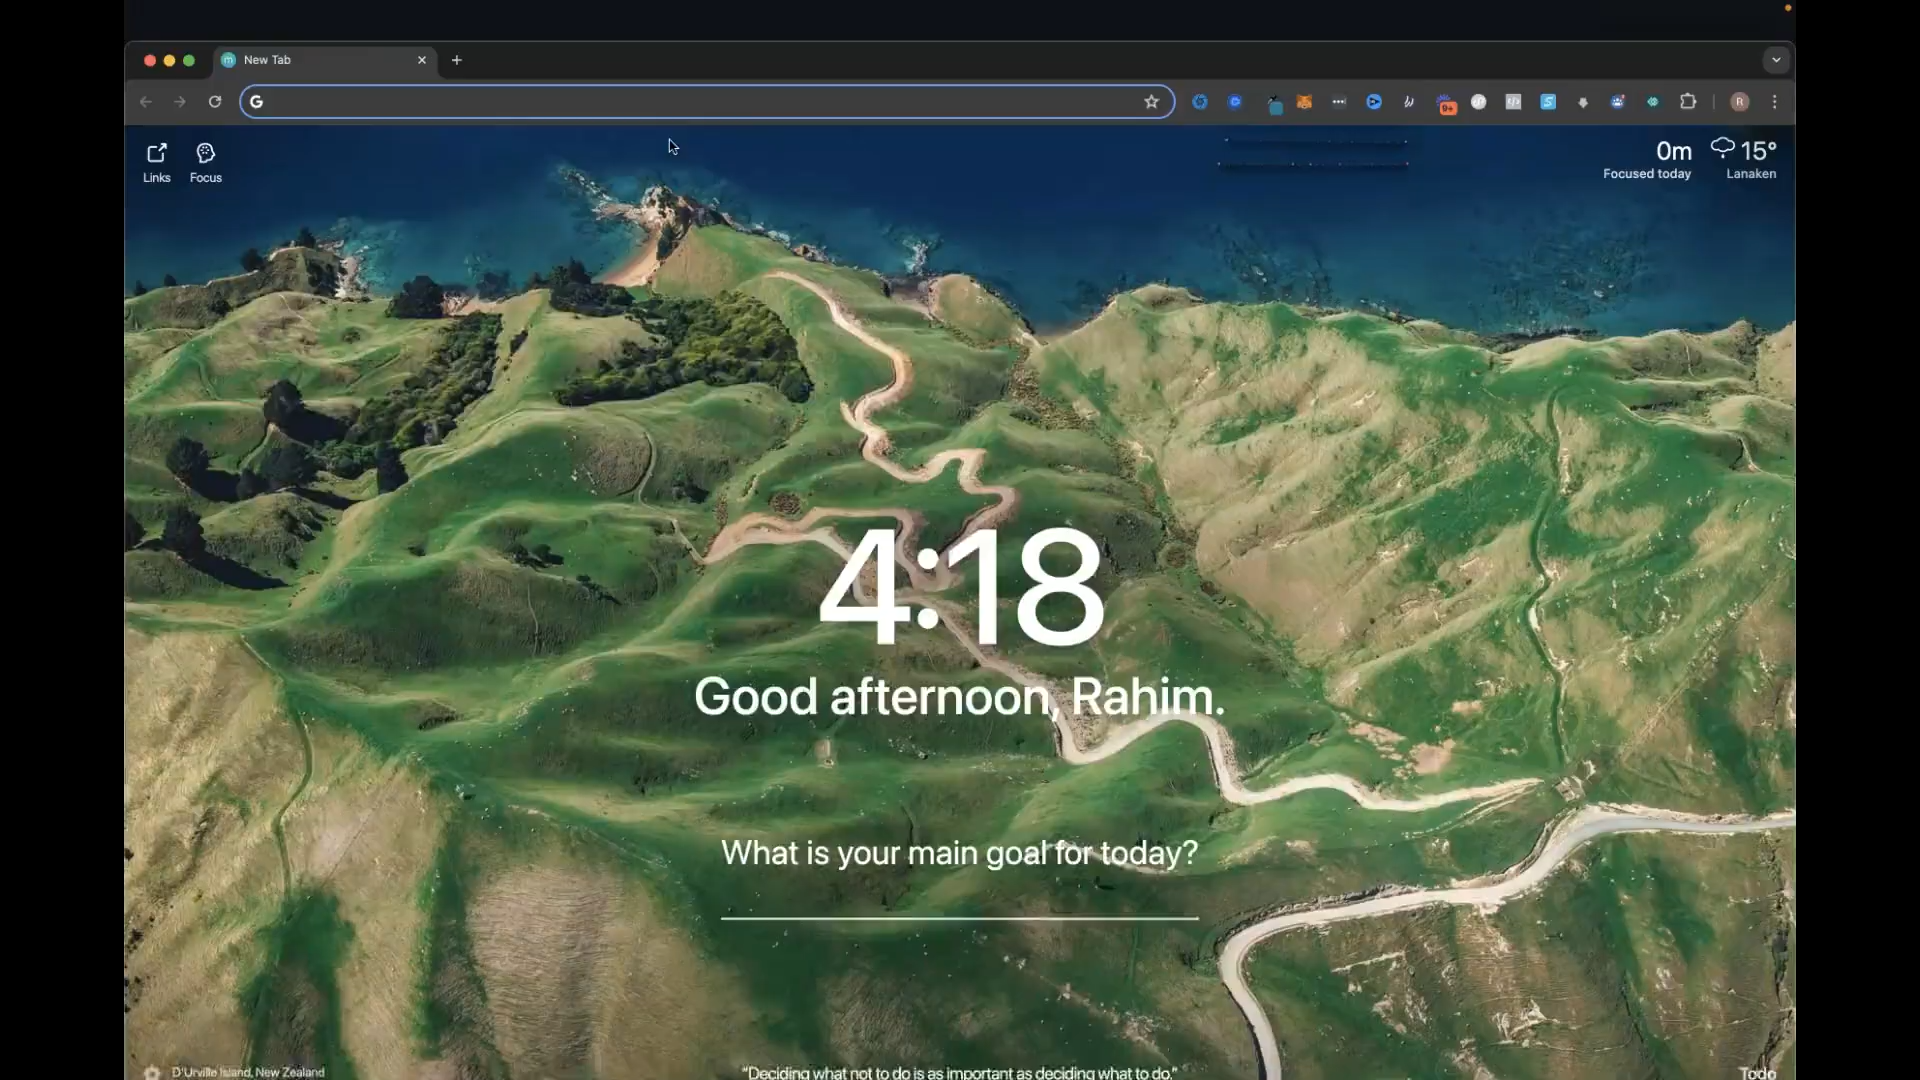 New Tab
G
9+
R
Links
Focus
0m
Focused today
15°
Lanaken
4:18
Good afternoon, Rahim.
What is your main goal for today?
D'Urville Island, New Zealand
"Deciding what not to do is as important as deciding what to do."
Todo